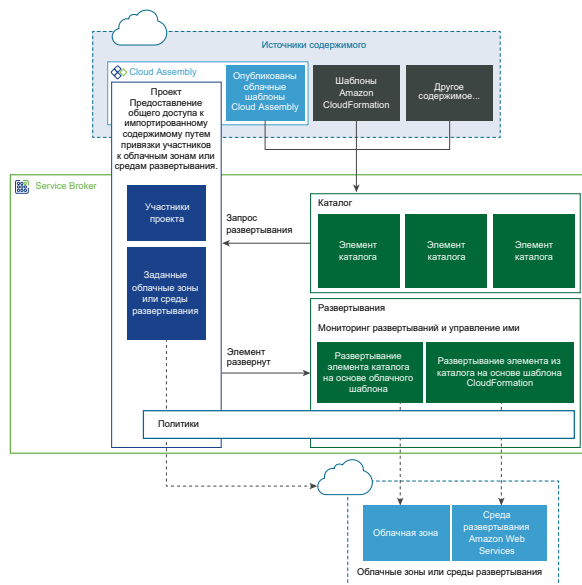 Источники содержимого
Cloud Assembly
Опубликованы
облачные
шаблоны
Cloud Assembly
Шаблоны
Amazon
CloudFormation
Другое
содержимое...
Проект
Предоставление
общего доступа к
импортированному
содержимому путем
привязки участников
к облачным зонам или
средам развертывания.
Service Broker
Участники
проекта
Запрос
развертывания
Каталог
Элемент
каталога
Элемент
каталога
Элемент
каталога
Заданные
облачные зоны
или среды
развертывания
Развертывания
Мониторинг развертываний и управление ими
Элемент
развернут
Развертывание
элемента каталога
на основе облачного
шаблона
Развертывание элемента из
каталога на основе шаблона
CloudFormation
Политики
Облачная зона
Среда
развертывания
Amazon Web
Services
Облачные зоны или среды развертывания